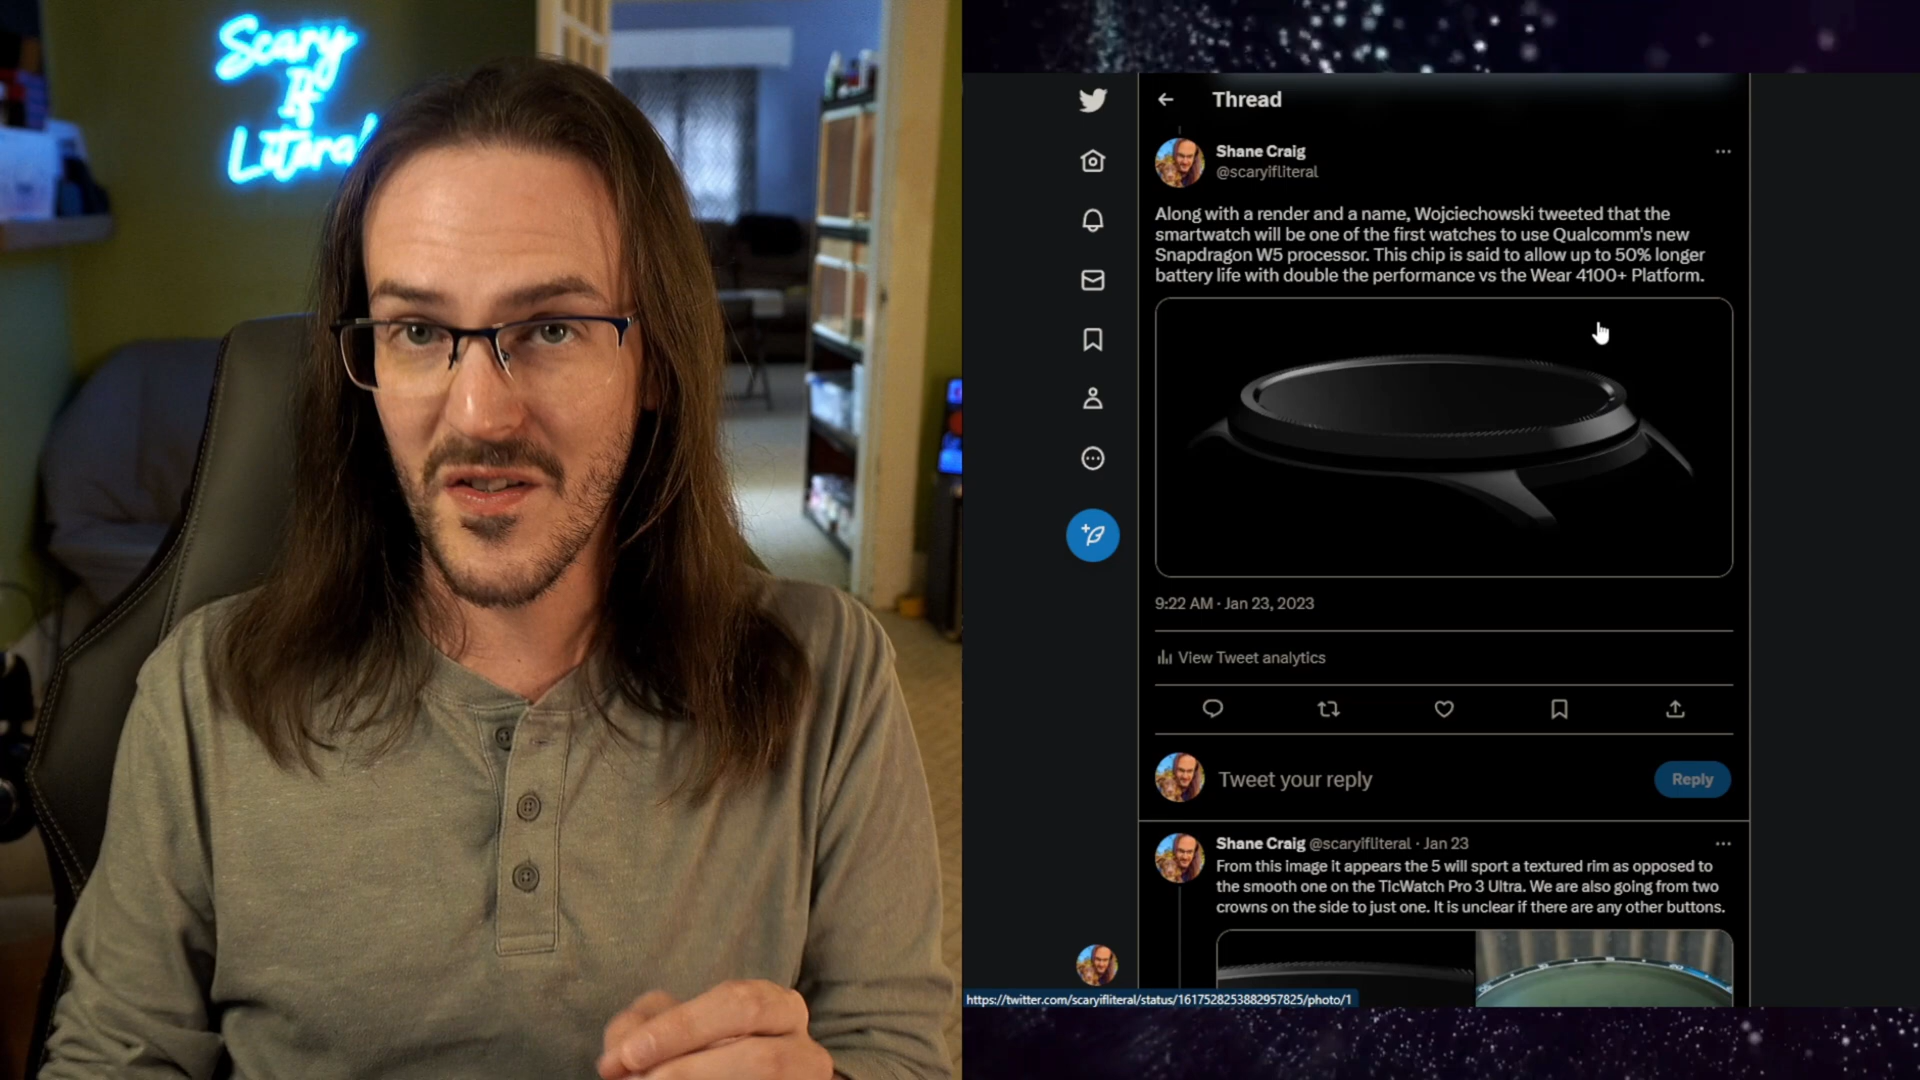 Scary
If
Literal
Thread
Shane Craig
@scaryifliteral
Along with a render and a name, Wojciechowski tweeted that the
smartwatch will be one of the first watches to use Qualcomm's new
Snapdragon W5 processor. This chip is said to allow up to 50% longer
battery life with double the performance vs the Wear 4100+ Platform.
9:22 AM · Jan 23, 2023
View Tweet analytics
Tweet your reply
Reply
Shane Craig @scaryifliteral · Jan 23
From this image it appears the 5 will sport a textured rim as opposed to
the smooth one on the TicWatch Pro 3 Ultra. We are also going from two
crowns on the side to just one. It is unclear if there are any other buttons.
https://twitter.com/scaryifliteral/status/1617528253882957825/photo/1